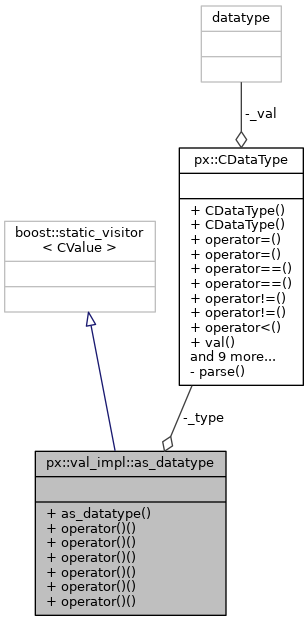 datatype
-_val
px::CDataType
+ CDataType()
+ CDataType()
+ operator=()
+ operator=()
+ operator==()
+ operator==()
+ operator!=()
+ operator!=()
+ operator<()
+ val()
and 9 more...
- parse()
boost::static_visitor
< CValue >
-_type
px::val_impl::as_datatype
+ as_datatype()
+ operator()()
+ operator()()
+ operator()()
+ operator()()
+ operator()()
+ operator()()